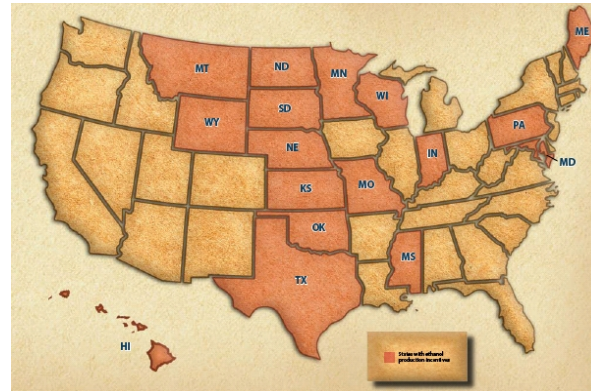 ME
MT
ND
MN
WI
SD
WY
PA
NE
IN
MD
KS
MO
OK
MS
TX
HI
States with ethanol
production incentives